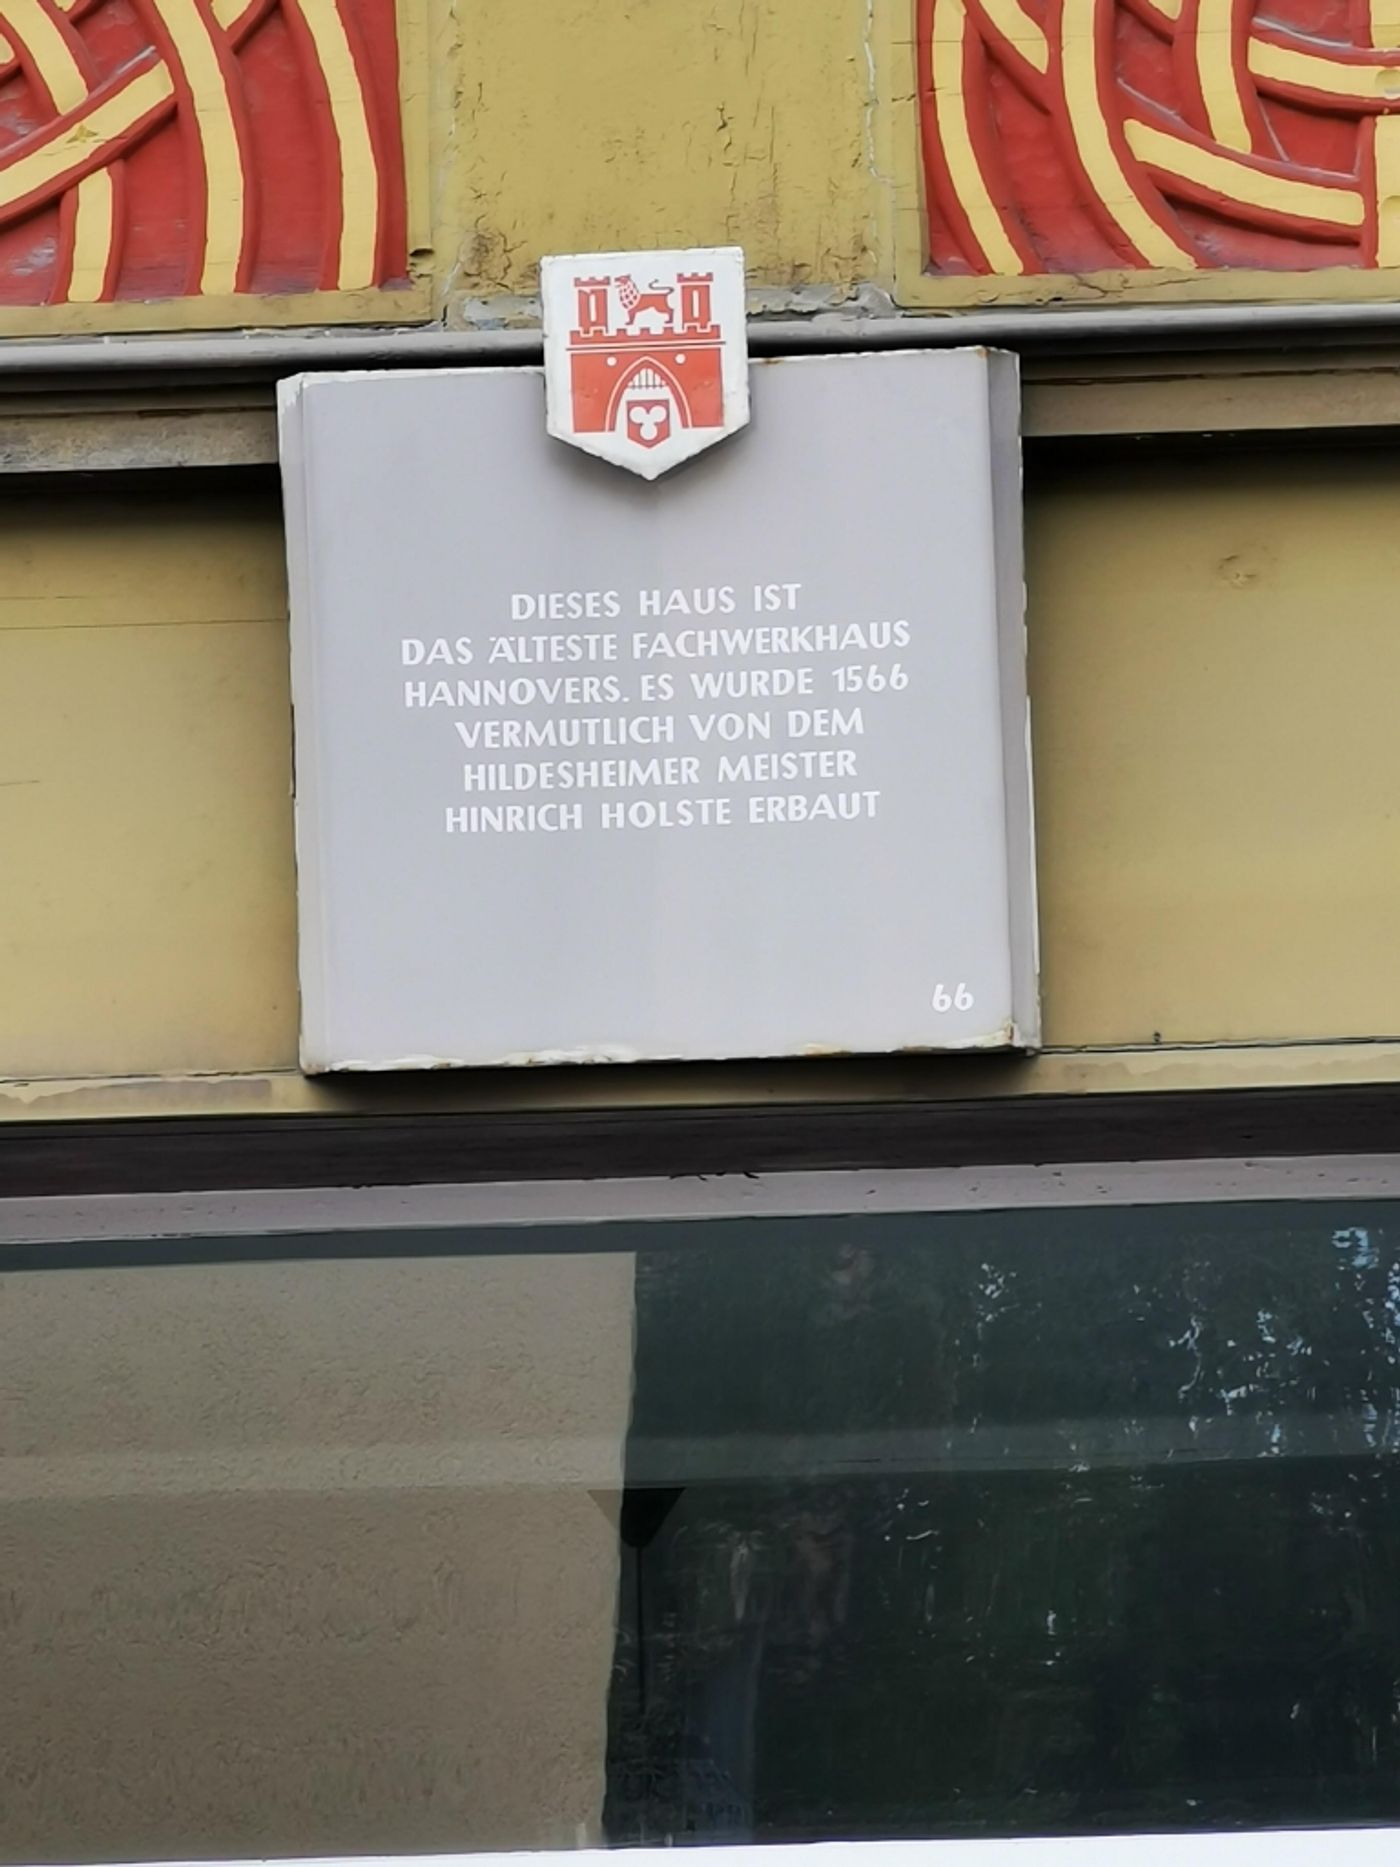 DIESES HAUS IST
DAS ÄLTESTE FACHWERKHAUS
HANNOVERS. ES WURDE 1566
VERMUTLICH VON DEM
HILDESHEIMER MEISTER
HINRICH HOLSTE ERBAUT
66